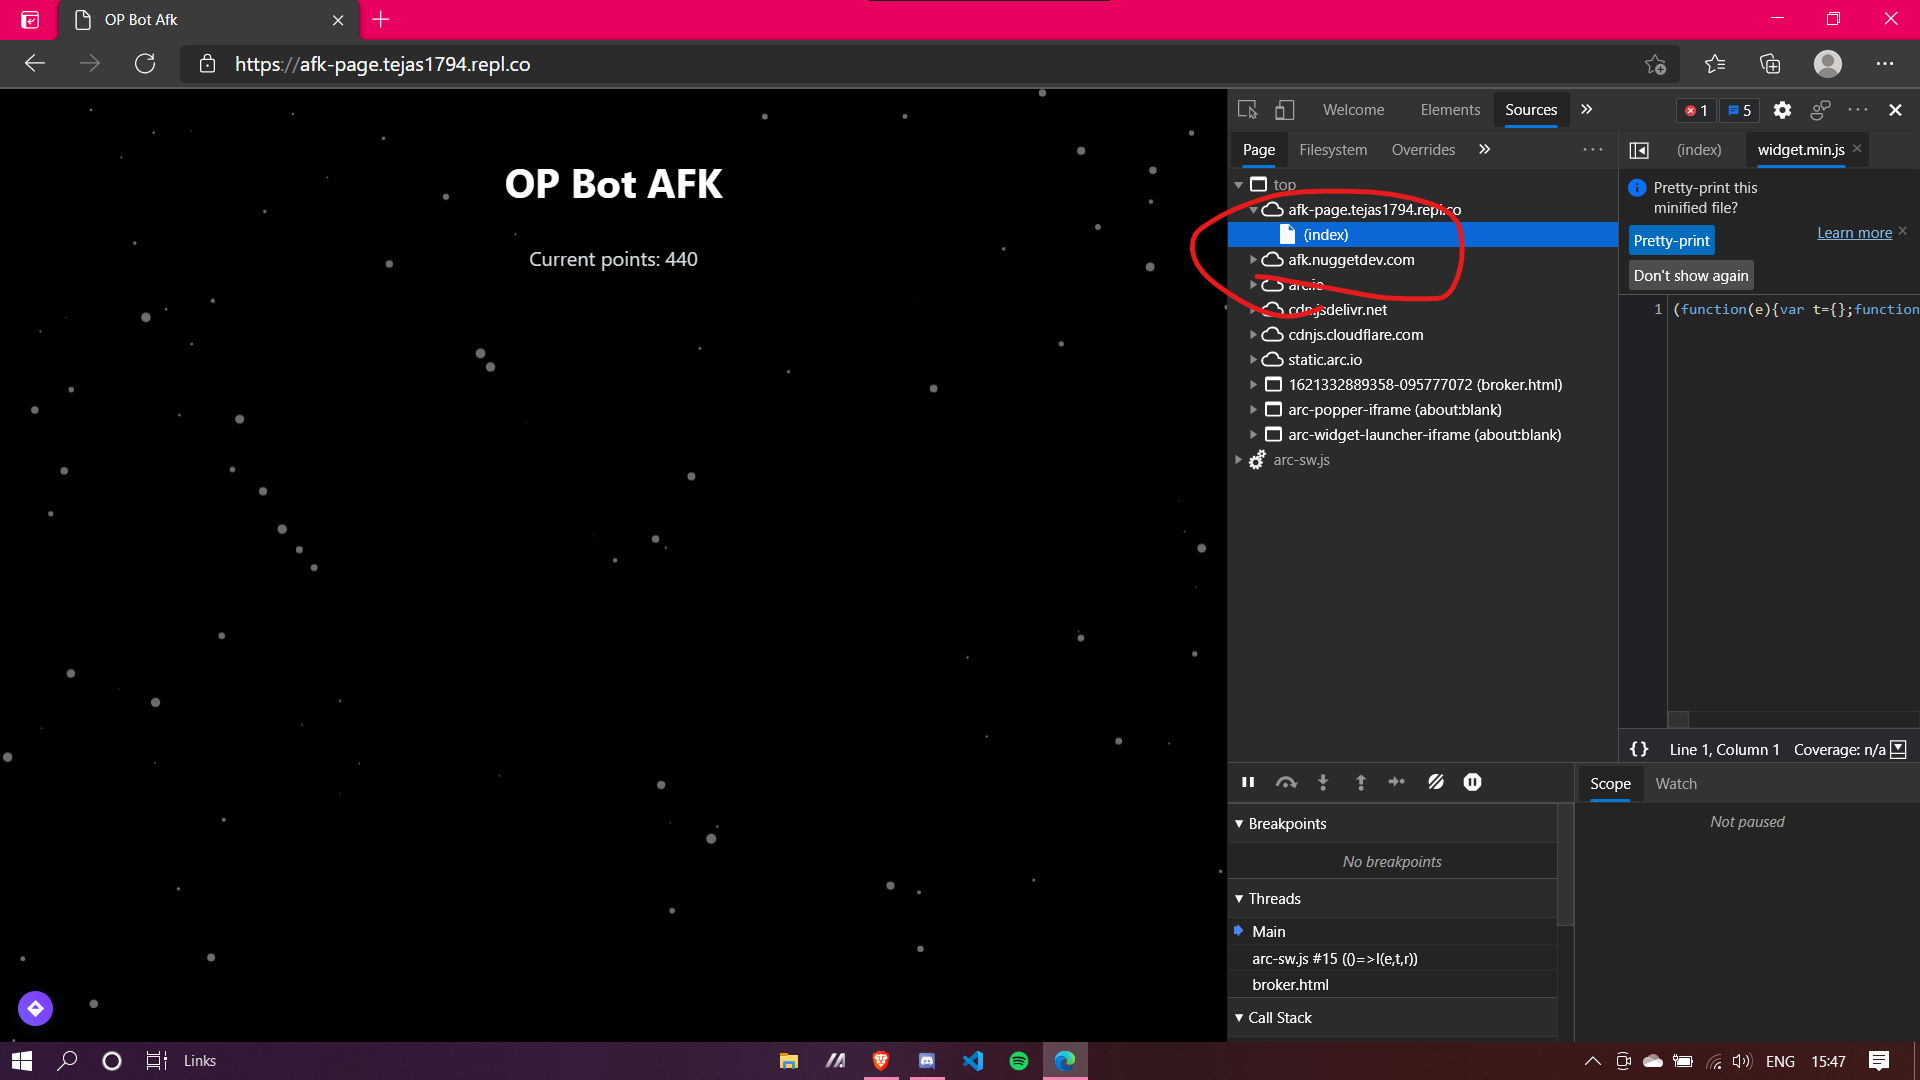 OP Bot Afk
https://afk-page.tejas1794.repl.co
OP Bot AFK
Current points: 440
Welcome
Elements
Sources
1
5
Page
Filesystem
Overrides
(index)
widget.min.js
top
afk-page.tejas1794.repl.co
(index)
afk.nuggetdev.com
arc.io
cdn.jsdelivr.net
cdnjs.cloudflare.com
static.arc.io
1621332889358-095777072 (broker.html)
arc-popper-iframe (about:blank)
arc-widget-launcher-iframe (about:blank)
arc-sw.js
Pretty-print this
minified file?
Pretty-print
Learn more
Don't show again
1 (function(e){var t={};function
{} Line 1, Column 1 Coverage: n/a
Breakpoints
No breakpoints
Threads
Main
arc-sw.js #15 (()=>l(e,t,r))
broker.html
Call Stack
Scope
Watch
Not paused
Links
ENG
15:47